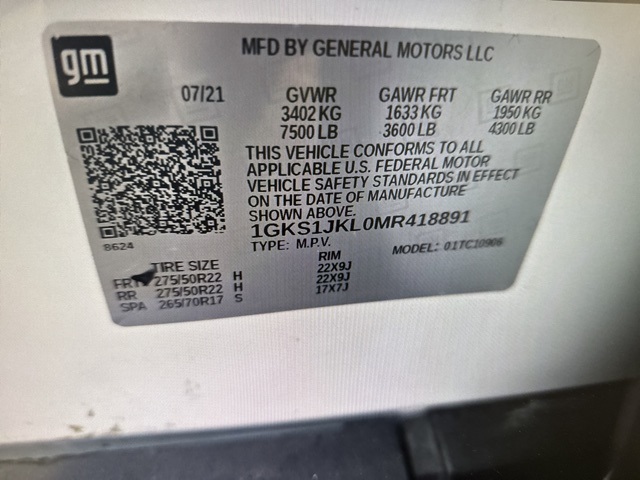 gm
MFD BY GENERAL MOTORS LLC
07/21 GVWR GAWR FRT GAWR RR
3402 KG 1633 KG 1950 KG
7500 LB 3600 LB 4300 LB
THIS VEHICLE CONFORMS TO ALL
APPLICABLE U.S. FEDERAL MOTOR
VEHICLE SAFETY STANDARDS IN EFFECT
ON THE DATE OF MANUFACTURE
SHOWN ABOVE.
1GKS1JKL0MR418891
8624
TYPE: M.P.V. MODEL: 01TC10906
TIRE SIZE RIM
FRT 275/50R22 H 22X9J
RR 275/50R22 H 22X9J
SPA 265/70R17 S 17X7J